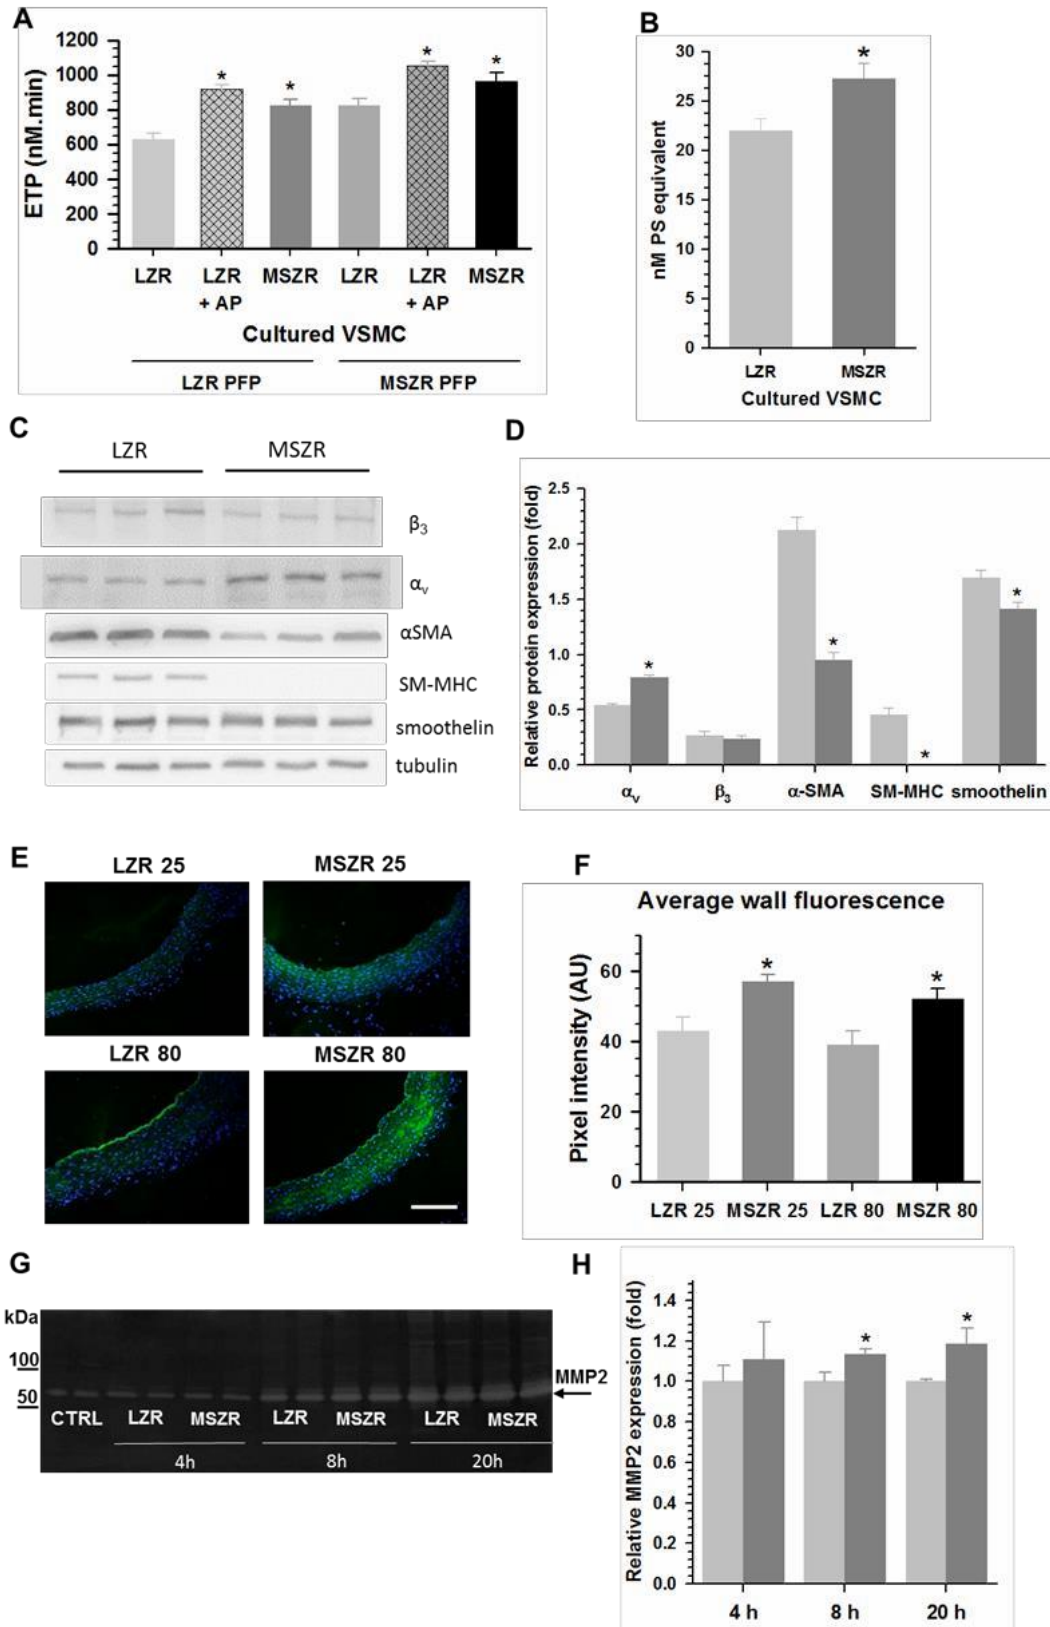 A
ETP (nM.min)
1200
1000
800
600
400
200
0
* * * *
LZR LZR + AP MSZR LZR LZR + AP MSZR
Cultured VSMC
LZR PFP MSZR PFP
B
nM PS equivalent
30
25
20
15
10
5
0
*
LZR MSZR
Cultured VSMC
C
LZR MSZR
β3
αv
αSMA
SM-MHC
smoothelin
tubulin
D
Relative protein expression (fold)
2.5
2.0
1.5
1.0
0.5
0.0
* * * *
αv β3 α-SMA SM-MHC smoothelin
E
LZR 25 MSZR 25
LZR 80 MSZR 80
F
Average wall fluorescence
Pixel intensity (AU)
60
40
20
0
* *
LZR 25 MSZR 25 LZR 80 MSZR 80
G
kDa
100
50
MMP2
CTRL LZR MSZR LZR MSZR LZR MSZR
4h 8h 20h
H
Relative MMP2 expression (fold)
1.4
1.2
1.0
0.8
0.6
0.4
0.2
0.0
* *
4 h 8 h 20 h